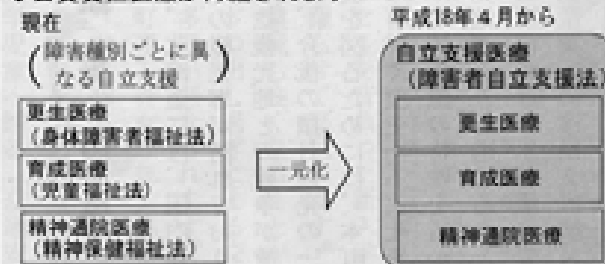 現在
(障害種別ごとに異
なる自立支援)
更生医療
(身体障害者福祉法)
育成医療
(児童福祉法)
精神通院医療
(精神保健福祉法)
一元化
平成18年4月から
自立支援医療
(障害者自立支援法)
更生医療
育成医療
精神通院医療